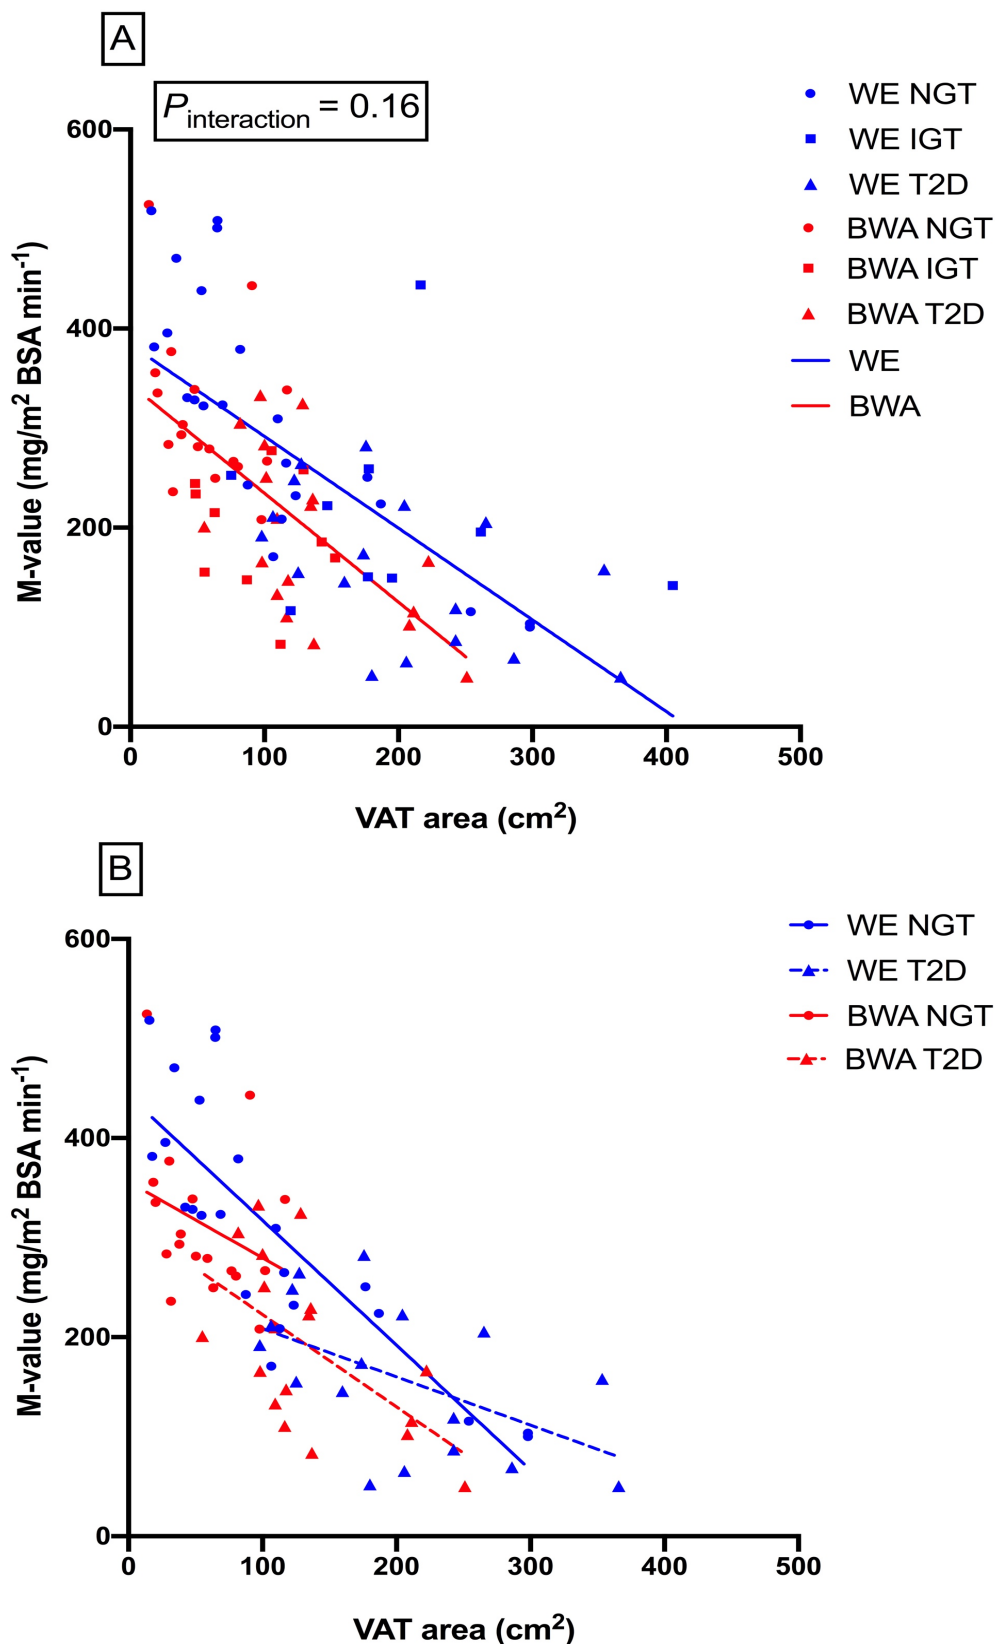 A
P interaction = 0.16
WE NGT
WE IGT
WE T2D
BWA NGT
BWA IGT
BWA T2D
WE
BWA
M-value (mg/m² BSA min⁻¹)
600
400
200
0
0 100 200 300 400 500
VAT area (cm²)
B
WE NGT
WE T2D
BWA NGT
BWA T2D
M-value (mg/m² BSA min⁻¹)
600
400
200
0
0 100 200 300 400 500
VAT area (cm²)